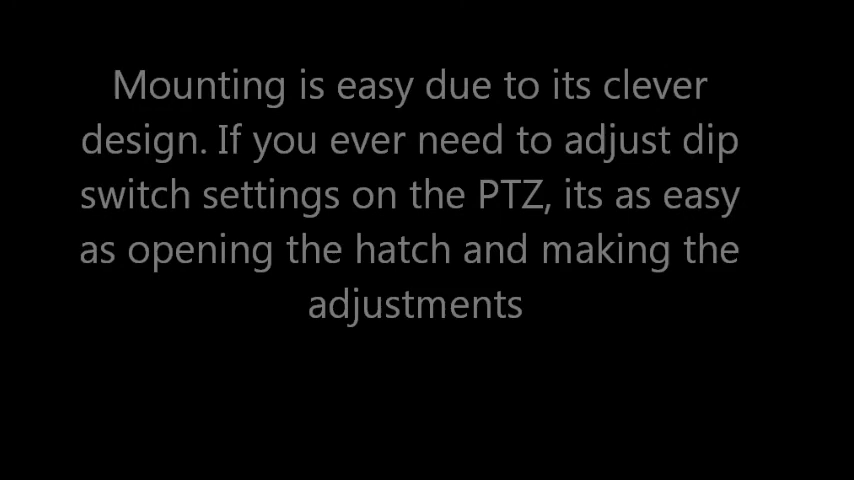 Mounting is easy due to its clever
design. If you ever need to adjust dip
switch settings on the PTZ, its as easy
as opening the hatch and making the
adjustments